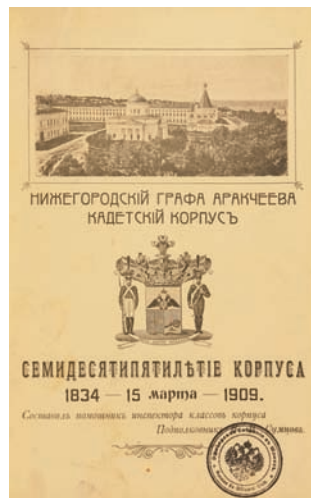 НИЖЕГОРОДСКІЙ ГРАФА АРАКЧЕЕВА
КАДЕТСКІЙ КОРПУСЪ
СЕМИДЕСЯТИПЯТИЛѢТІЕ КОРПУСА
1834 — 15 марта — 1909.
Составилъ помощникъ инспектора классовъ корпуса
Подполковникъ